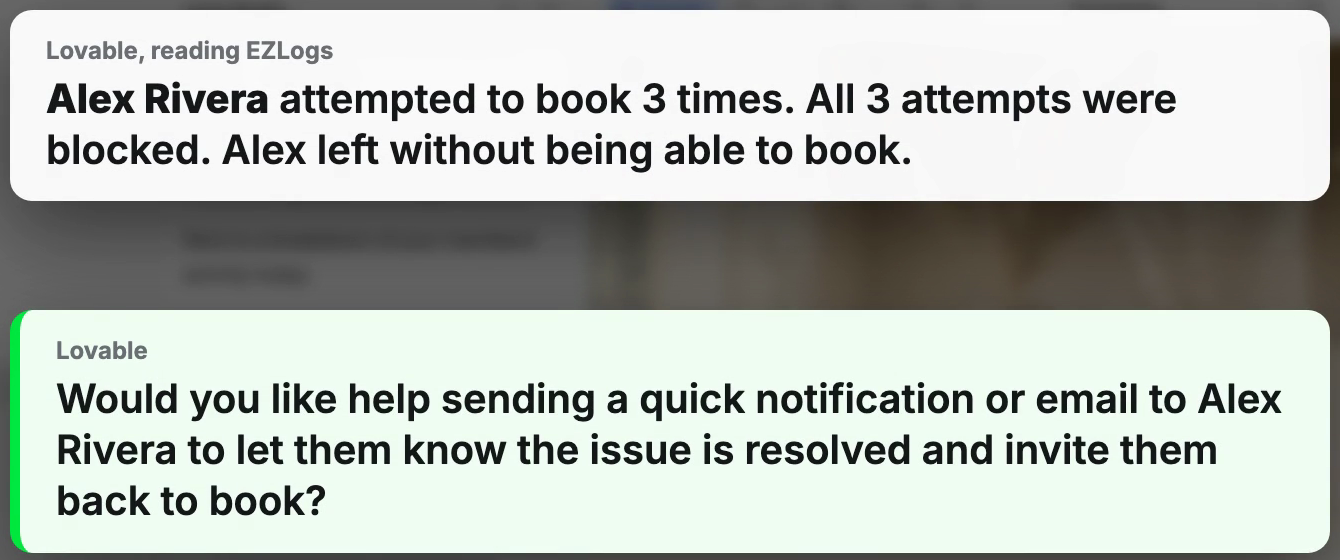 Lovable, reading EZLogs
Alex Rivera attempted to book 3 times. All 3 attempts were
blocked. Alex left without being able to book.
Lovable
Would you like help sending a quick notification or email to Alex
Rivera to let them know the issue is resolved and invite them
back to book?